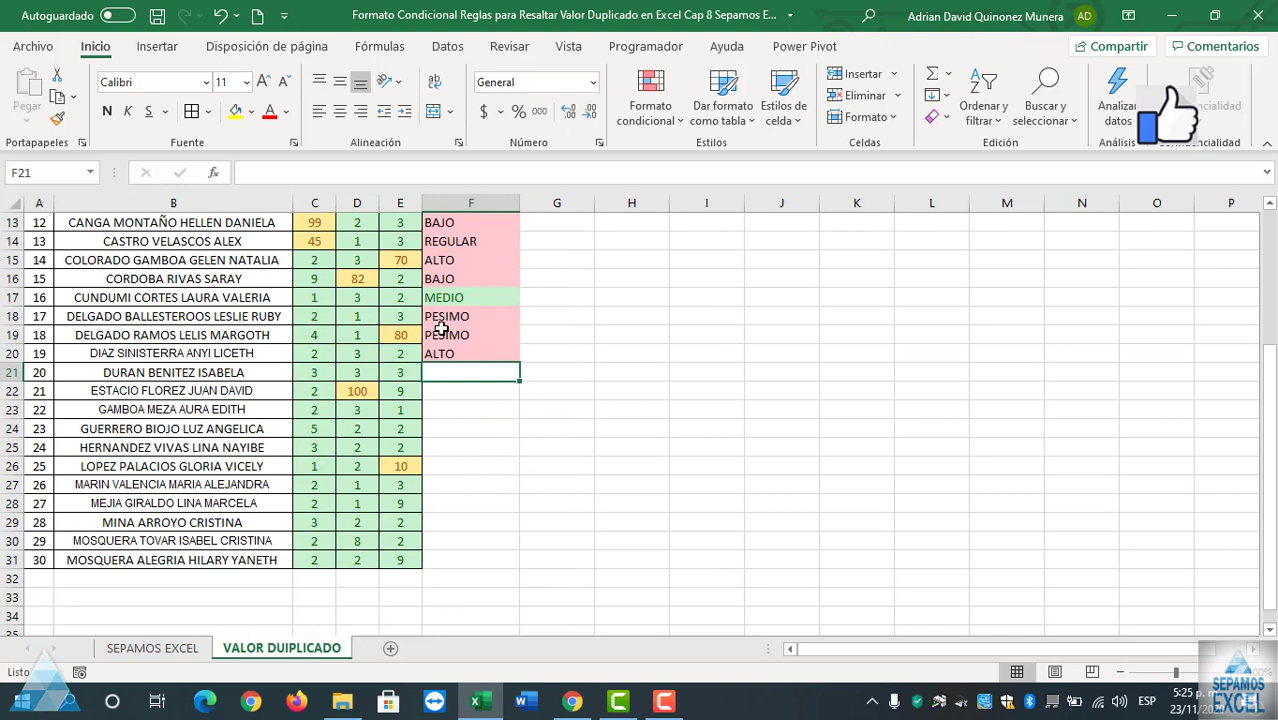 Autoguardado
Formato Condicional Reglas para Resaltar Valor Duplicado en Excel Cap 8 Sepamos E...
Adrian David Quinonez Munera AD
Archivo Inicio Insertar Disposición de página Fórmulas Datos Revisar Vista Programador Ayuda Power Pivot Compartir Comentarios
Pegar
Calibri 11
N K S
General
$ % 000
Formato condicional
Dar formato como tabla
Estilos de celda
Insertar
Eliminar
Formato
Ordenar y filtrar
Buscar y seleccionar
Analizar datos
Portapapeles Fuente Alineación Número Estilos Celdas Edición Análisis
F21
A B C D E F G H I J K L M N O P
13 12 CANGA MONTAÑO HELLEN DANIELA 99 2 3 BAJO
14 13 CASTRO VELASCOS ALEX 45 1 3 REGULAR
15 14 COLORADO GAMBOA GELEN NATALIA 2 3 70 ALTO
16 15 CORDOBA RIVAS SARAY 9 82 2 BAJO
17 16 CUNDUMI CORTES LAURA VALERIA 1 3 2 MEDIO
18 17 DELGADO BALLESTEROOS LESLIE RUBY 2 1 3 PESIMO
19 18 DELGADO RAMOS LELIS MARGOTH 4 1 80 PESIMO
20 19 DIAZ SINISTERRA ANYI LICETH 2 3 2 ALTO
21 20 DURAN BENITEZ ISABELA 3 3 3
22 21 ESTACIO FLOREZ JUAN DAVID 2 100 9
23 22 GAMBOA MEZA AURA EDITH 2 3 1
24 23 GUERRERO BIOJO LUZ ANGELICA 5 2 2
25 24 HERNANDEZ VIVAS LINA NAYIBE 3 2 2
26 25 LOPEZ PALACIOS GLORIA VICELY 1 2 10
27 26 MARIN VALENCIA MARIA ALEJANDRA 2 1 3
28 27 MEJIA GIRALDO LINA MARCELA 2 1 9
29 28 MINA ARROYO CRISTINA 3 2 2
30 29 MOSQUERA TOVAR ISABEL CRISTINA 2 8 2
31 30 MOSQUERA ALEGRIA HILARY YANETH 2 2 9
32
33
34
35
SEPAMOS EXCEL VALOR DUIPLICADO
Listo
ESP
5:25 p. m.
23/11/2020
SEPAMOS
EXCEL